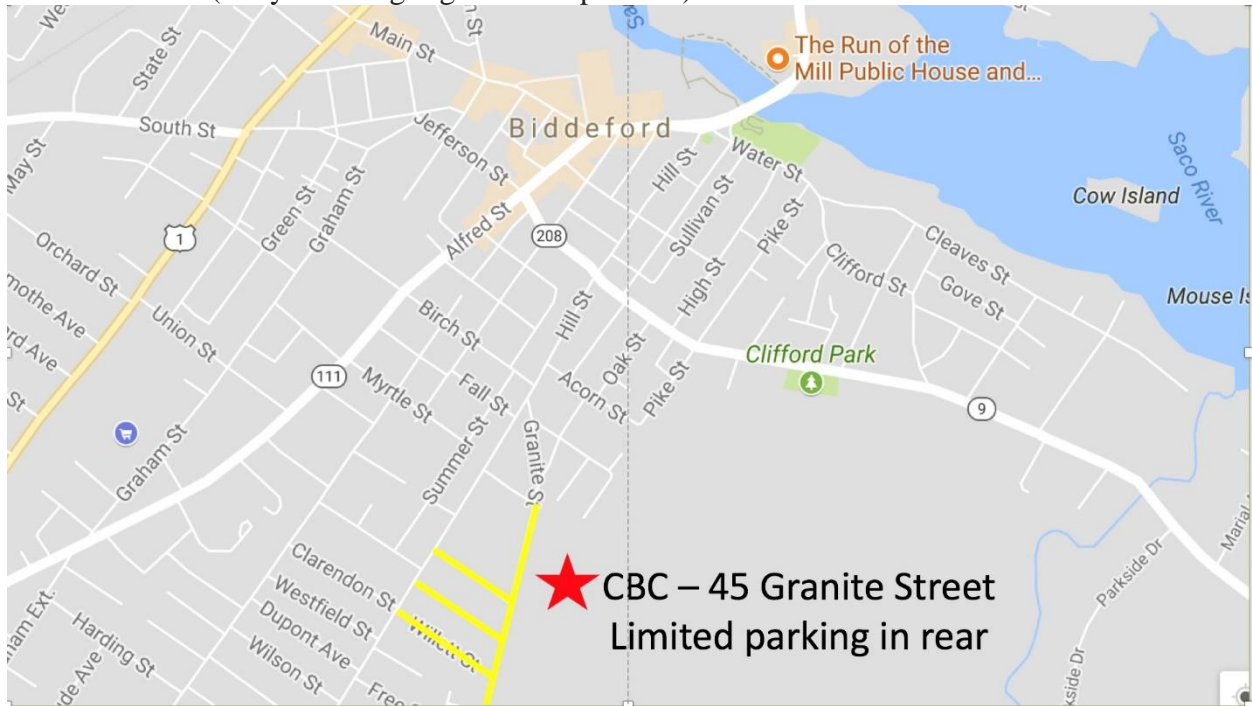 State St
Main St
The Run of the
Mill Public House and...
South St
Jefferson St
Biddeford
May St
Hill St
Water St
Saco River
Cow Island
Green St
Graham St
Sullivan St
Pike St
1
Alfred St
208
Cleaves St
Orchard St
Clifford St
Gove St
High St
Mouse Is
Union St
Birch St
Hill St
Oak St
Clifford Park
111
Myrtle St
Fall St
Acorn St
Pike St
9
Graham St
Summer St
Granite St
Clarendon St
CBC – 45 Granite Street
Limited parking in rear
Parkside Dr
Westfield St
Dupont Ave
Willett St
Harding St
Wilson St